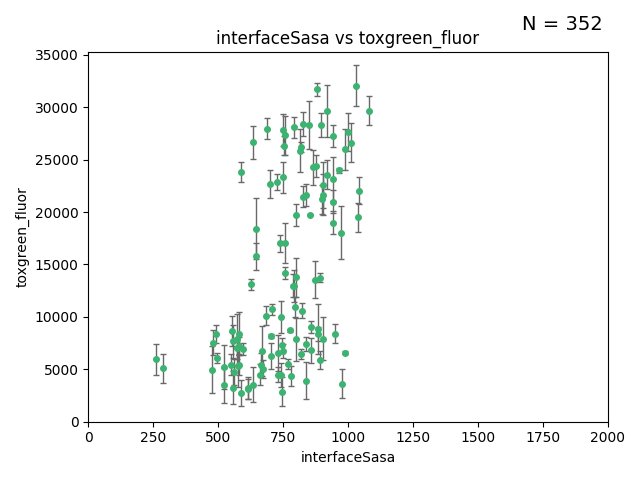 N = 352
interfaceSasa vs toxgreen_fluor
35000
30000
25000
20000
15000
10000
5000
0
toxgreen_fluor
0 250 500 750 1000 1250 1500 1750 2000
interfaceSasa